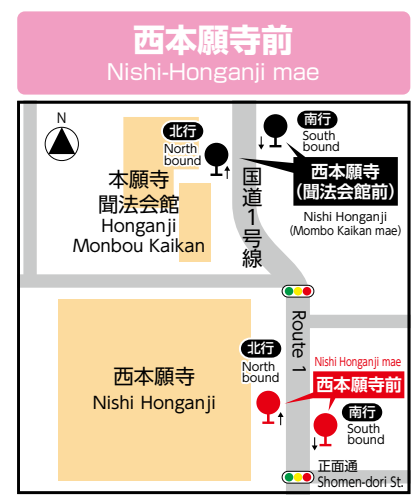 西本願寺前
Nishi-Honganji mae
N
北行
North
bound
南行
South
bound
本願寺
聞法会館
Honganji
Monbou Kaikan
国道1号線
西本願寺
(聞法会館前)
Nishi Honganji
(Mombo Kaikan mae)
Route 1
西本願寺
Nishi Honganji
北行
North
bound
Nishi Honganji mae
西本願寺前
南行
South
bound
正面通
Shomen-dori St.